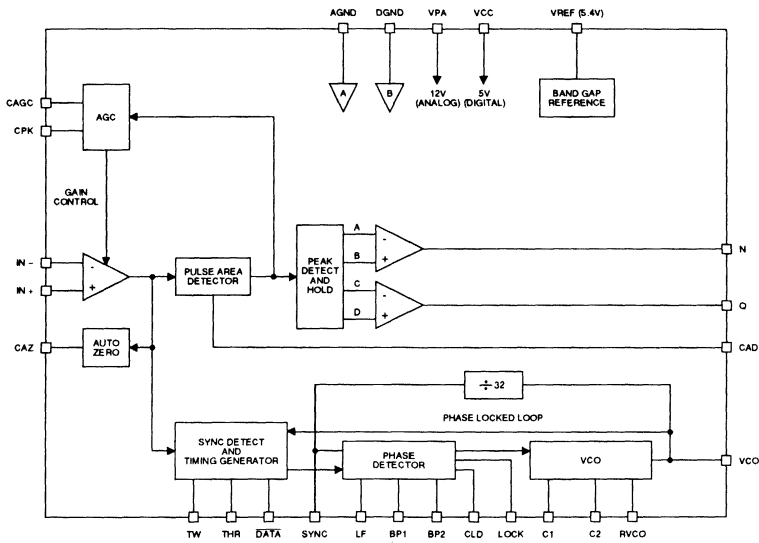 AGND DGND VPA VCC VREF (5.4V)
A B 12V (ANALOG) 5V (DIGITAL)
BAND GAP
REFERENCE
CAGC
CPK
AGC
GAIN
CONTROL
IN -
IN +
-
+
PULSE AREA
DETECTOR
PEAK
DETECT
AND
HOLD
A
B
C
D
-
+
-
+
N
Q
CAD
CAZ
AUTO
ZERO
÷ 32
PHASE LOCKED LOOP
SYNC DETECT
AND
TIMING GENERATOR
PHASE
DETECTOR
VCO
VCO
TW THR DATA SYNC LF BP1 BP2 CLD LOCK C1 C2 RVCO